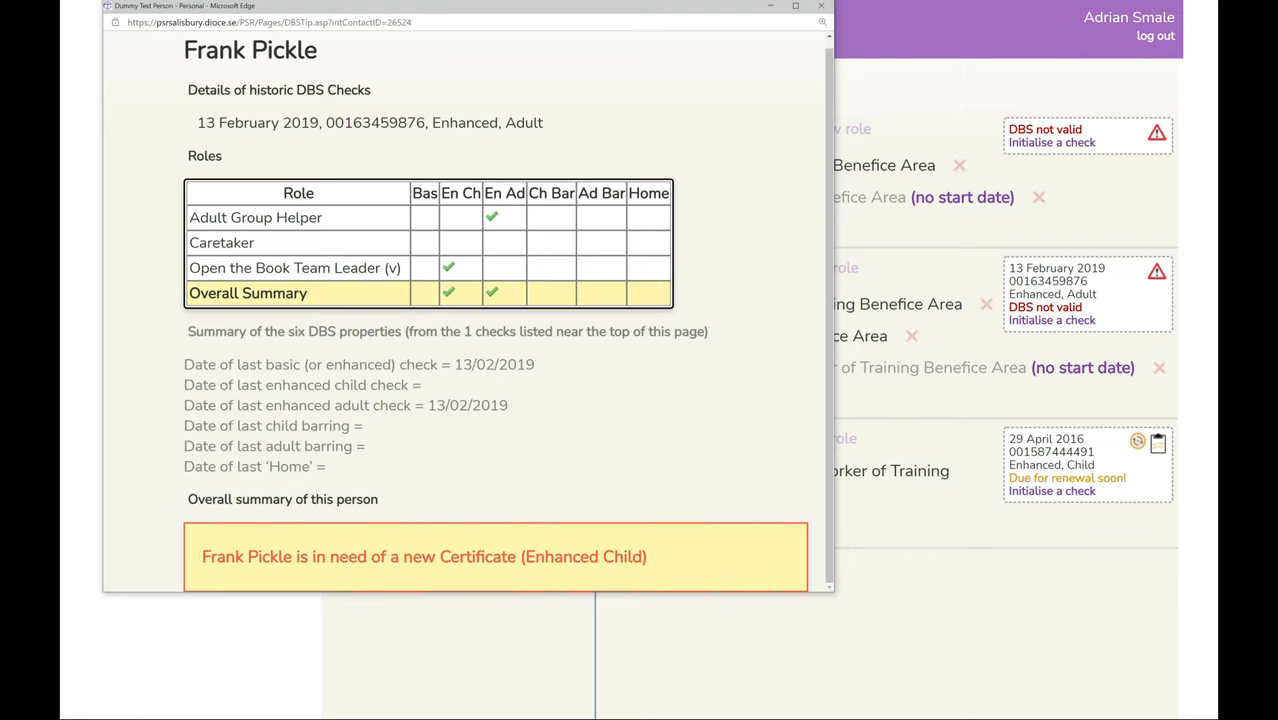 Dummy Test Person - Personal - Microsoft Edge
https://psrsalisbury.dioce.se/PSR/Pages/DBSTip.asp?intContactID=26524
Frank Pickle
Details of historic DBS Checks
13 February 2019, 00163459876, Enhanced, Adult
Roles
Role Bas En Ch En Ad Ch Bar Ad Bar Home
Adult Group Helper
Caretaker
Open the Book Team Leader (v)
Overall Summary
Summary of the six DBS properties (from the 1 checks listed near the top of this page)
Date of last basic (or enhanced) check = 13/02/2019
Date of last enhanced child check =
Date of last enhanced adult check = 13/02/2019
Date of last child barring =
Date of last adult barring =
Date of last ‘Home’ =
Overall summary of this person
Frank Pickle is in need of a new Certificate (Enhanced Child)
Adrian Smale
log out
w role
Benefice Area
efice Area (no start date)
DBS not valid
Initialise a check
role
ing Benefice Area
ce Area
r of Training Benefice Area (no start date)
13 February 2019
00163459876
Enhanced, Adult
DBS not valid
Initialise a check
role
orker of Training
29 April 2016
001587444491
Enhanced, Child
Due for renewal soon!
Initialise a check